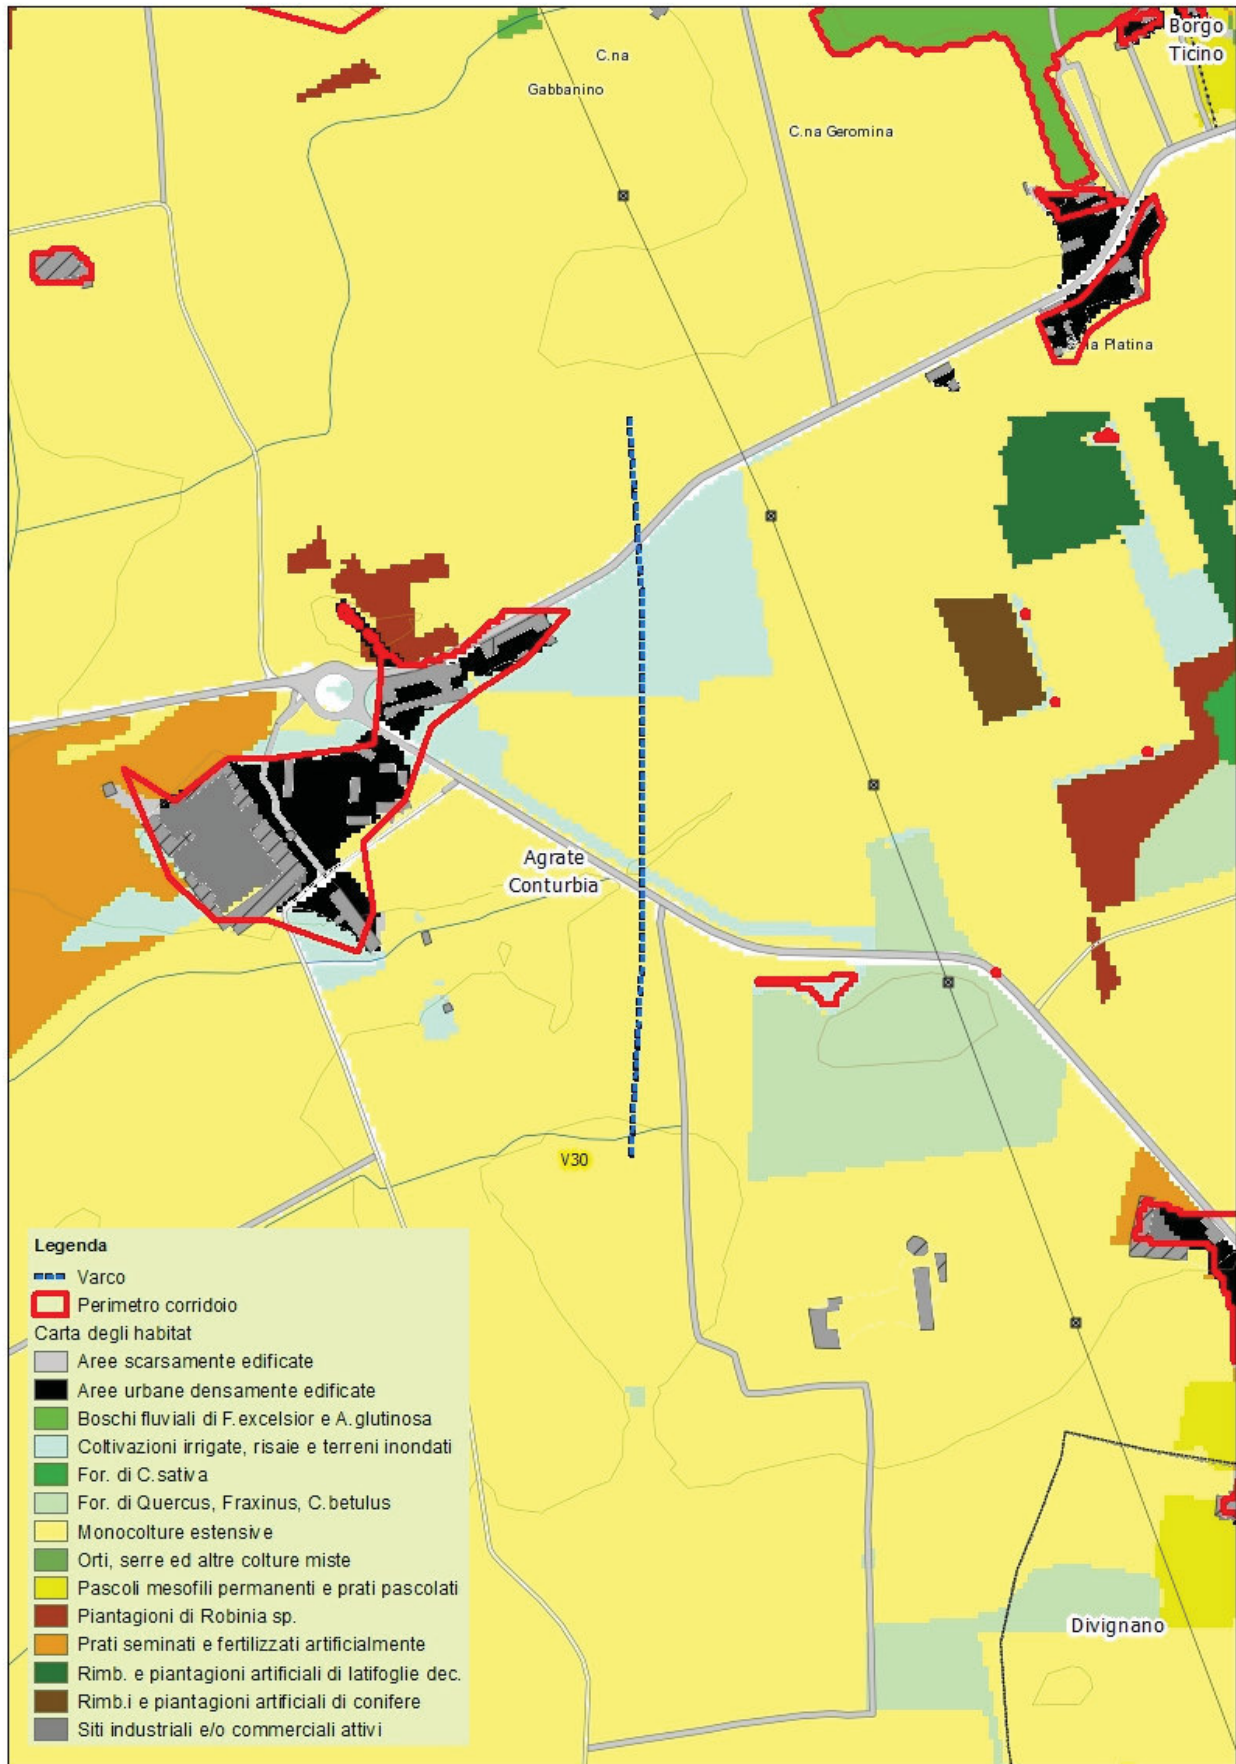 Borgo
Ticino
C.na
Gabbanino
C.na Geromina
la Platina
Agrate
Conturbia
V30
Divignano
Legenda
Varco
Perimetro corridoio
Carta degli habitat
Aree scarsamente edificate
Aree urbane densamente edificate
Boschi fluviali di F.excelsior e A.glutinosa
Coltivazioni irrigate, risaie e terreni inondati
For. di C.sativa
For. di Quercus, Fraxinus, C.betulus
Monocolture estensive
Orti, serre ed altre colture miste
Pascoli mesofili permanenti e prati pascolati
Piantagioni di Robinia sp.
Prati seminati e fertilizzati artificialmente
Rimb. e piantagioni artificiali di latifoglie dec.
Rimb.i e piantagioni artificiali di conifere
Siti industriali e/o commerciali attivi